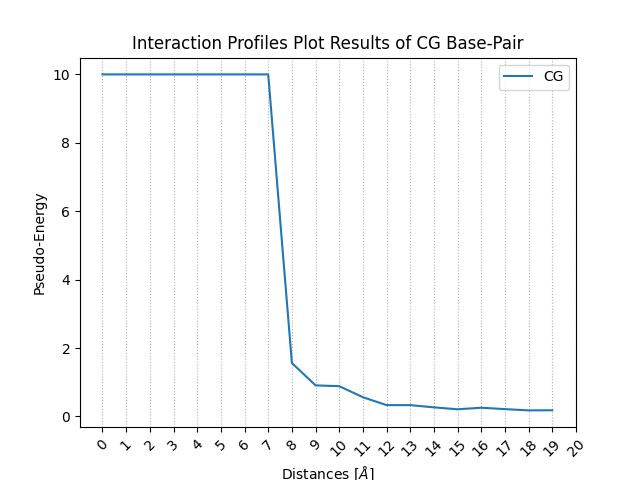 Interaction Profiles Plot Results of CG Base-Pair
CG
Pseudo-Energy
10
8
6
4
2
0
0 1 2 3 4 5 6 7 8 9 10 11 12 13 14 15 16 17 18 19 20
Distances [Å]